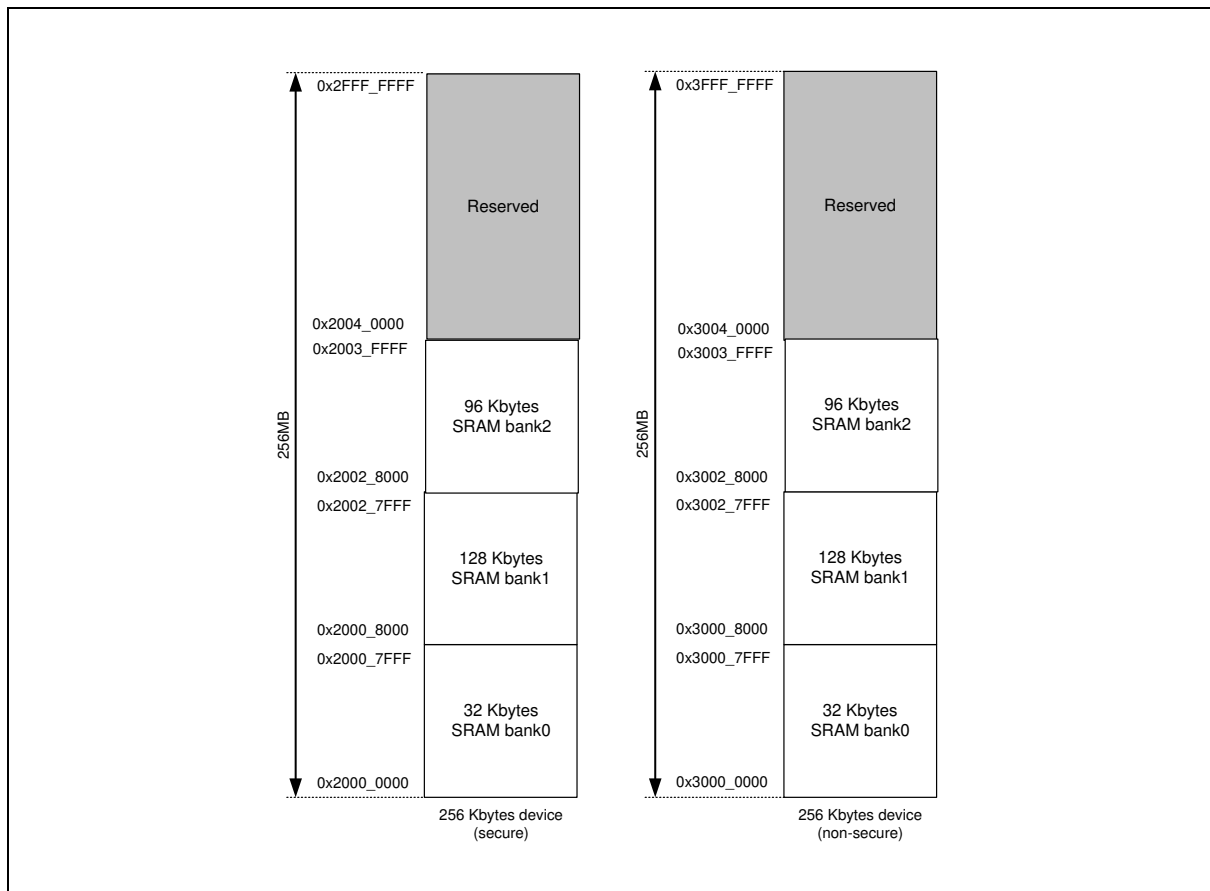 0x2FFF_FFFF
Reserved
0x2004_0000
0x2003_FFFF
96 Kbytes
SRAM bank2
256MB
0x2002_8000
0x2002_7FFF
128 Kbytes
SRAM bank1
0x2000_8000
0x2000_7FFF
32 Kbytes
SRAM bank0
0x2000_0000
256 Kbytes device
(secure)
0x3FFF_FFFF
Reserved
0x3004_0000
0x3003_FFFF
96 Kbytes
SRAM bank2
256MB
0x3002_8000
0x3002_7FFF
128 Kbytes
SRAM bank1
0x3000_8000
0x3000_7FFF
32 Kbytes
SRAM bank0
0x3000_0000
256 Kbytes device
(non-secure)